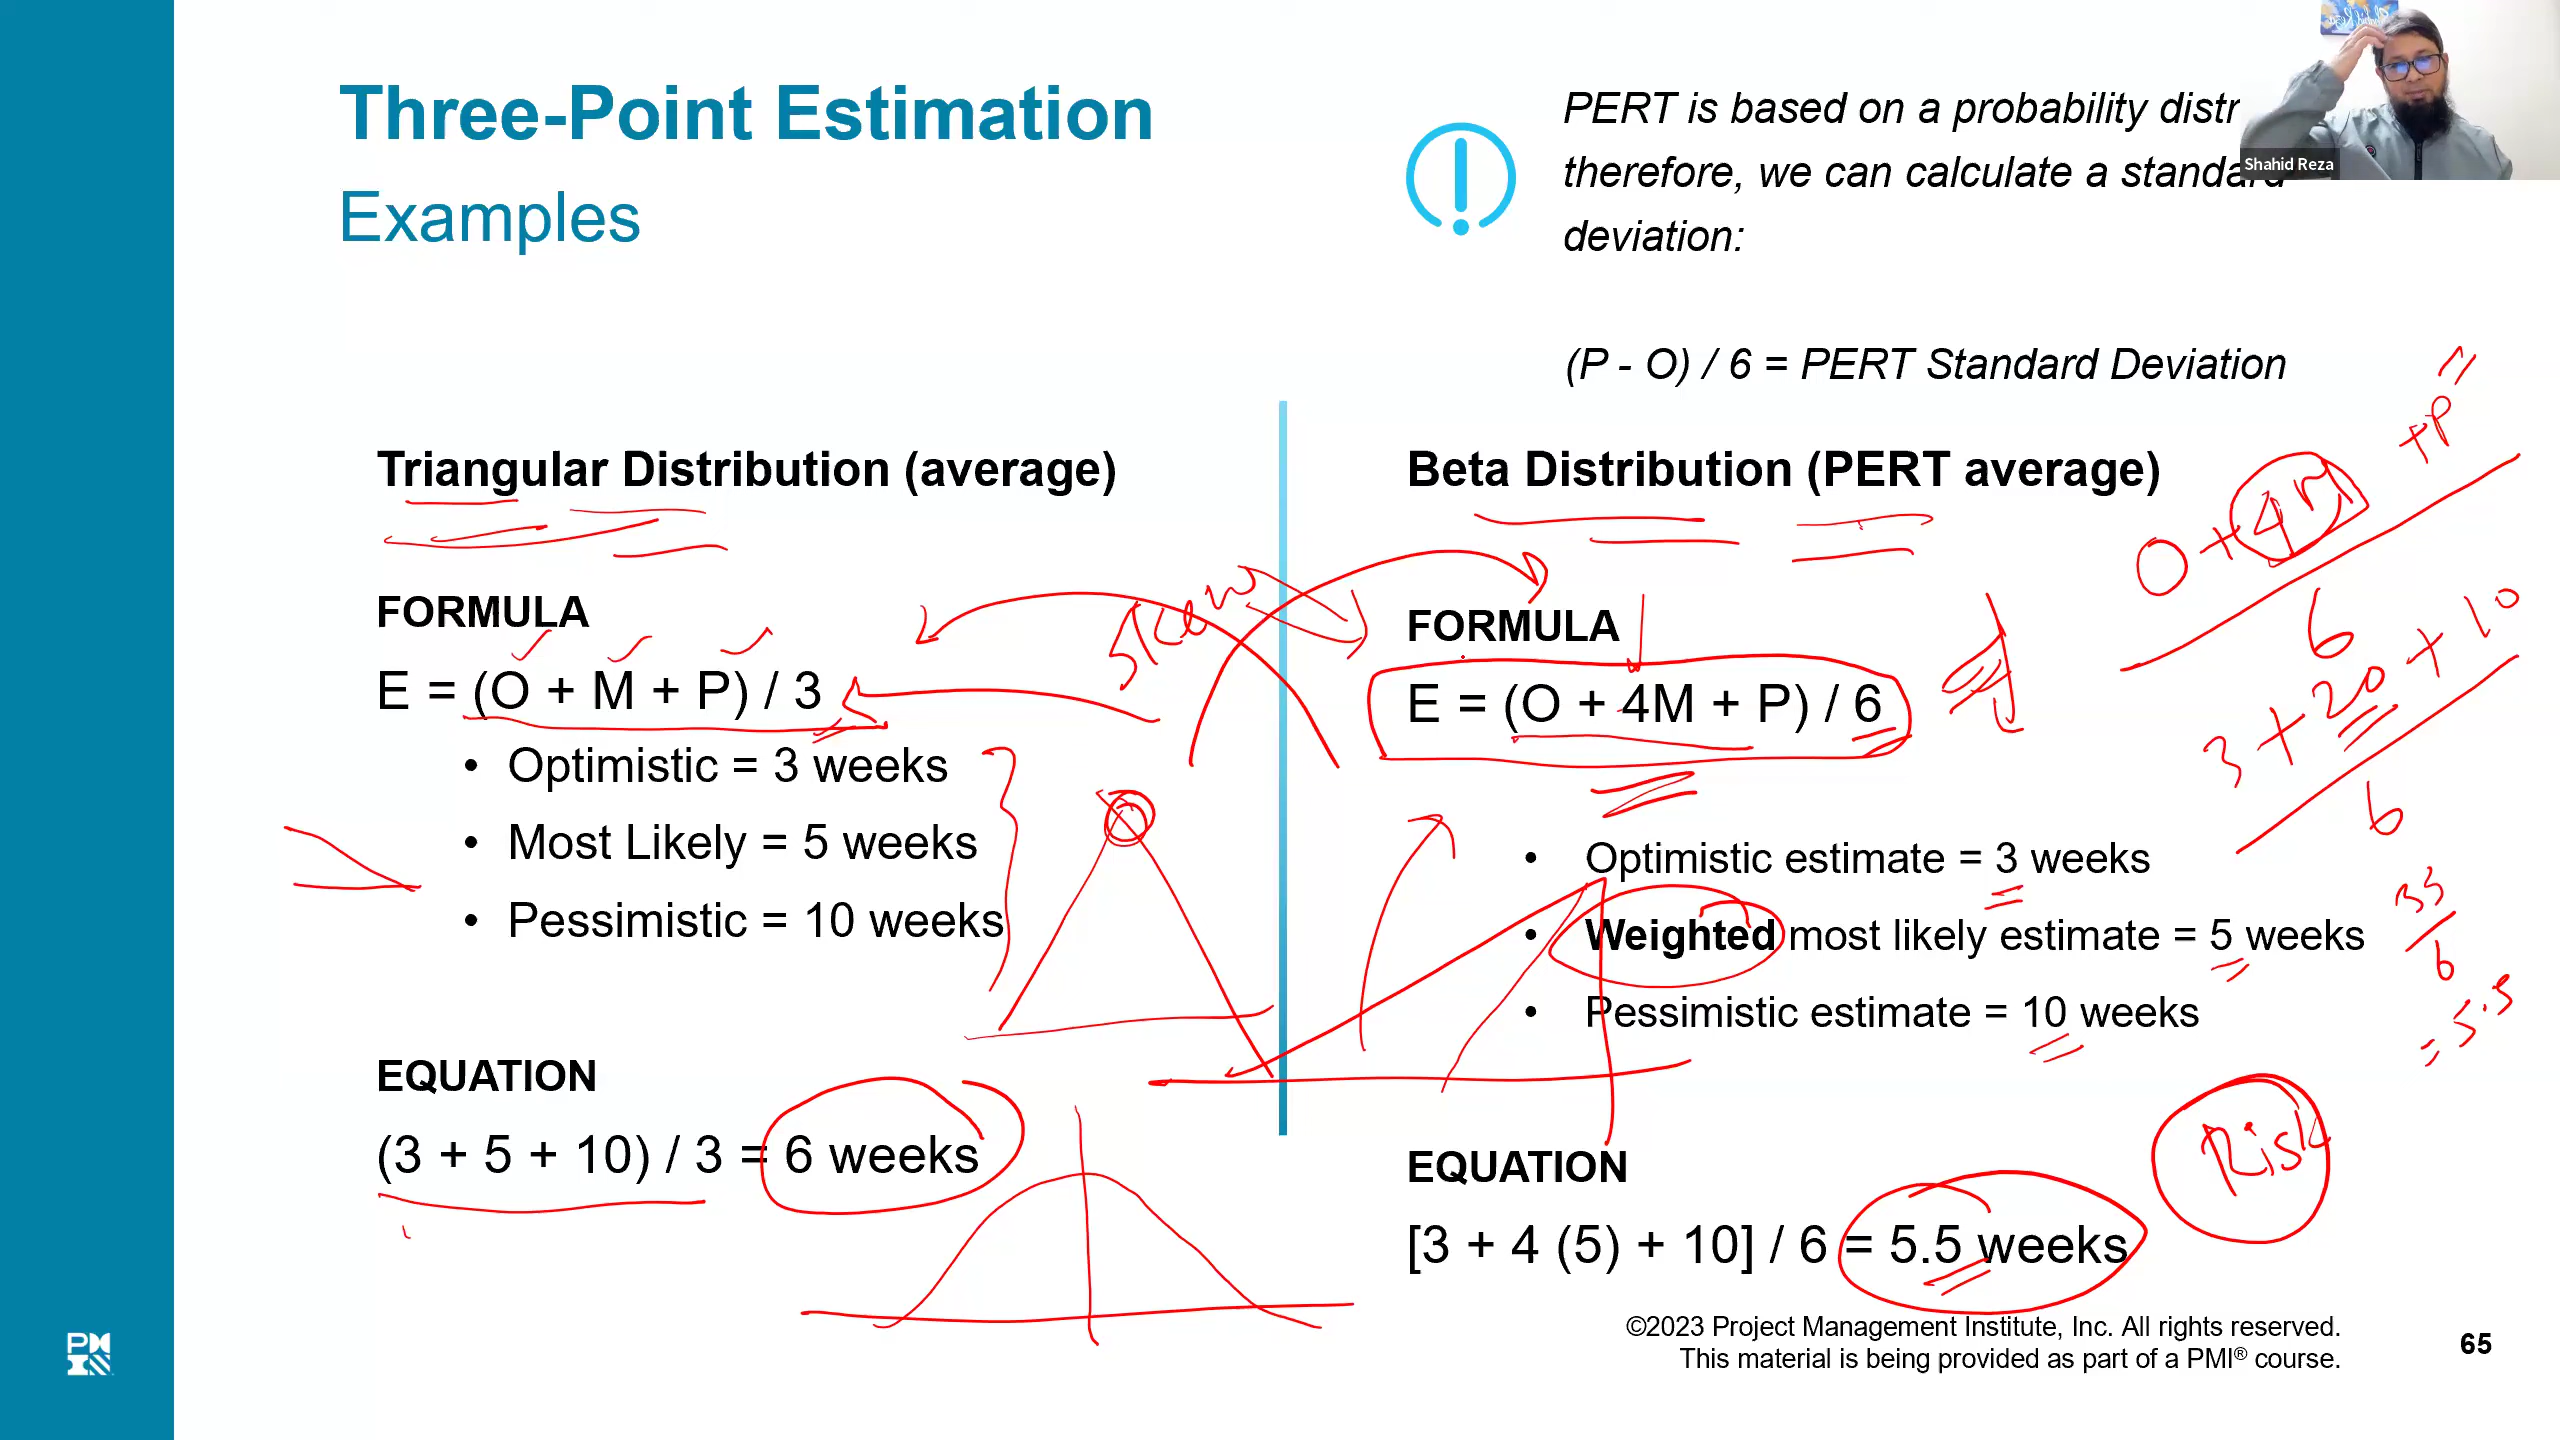 Three-Point Estimation
Examples
PERT is based on a probability distr
therefore, we can calculate a standard
deviation:
(P - O) / 6 = PERT Standard Deviation
Shahid Reza
Triangular Distribution (average)
FORMULA
E = (O + M + P) / 3
• Optimistic = 3 weeks
• Most Likely = 5 weeks
• Pessimistic = 10 weeks
EQUATION
(3 + 5 + 10) / 3 = 6 weeks
Skew
Beta Distribution (PERT average)
FORMULA
E = (O + 4M + P) / 6
• Optimistic estimate = 3 weeks
• Weighted most likely estimate = 5 weeks
• Pessimistic estimate = 10 weeks
EQUATION
[3 + 4 (5) + 10] / 6 = 5.5 weeks
O + 4M + P =
6
3 + 20 + 10
6
33
6
= 5.5
Risk
©2023 Project Management Institute, Inc. All rights reserved.
This material is being provided as part of a PMI® course.
65
PMI